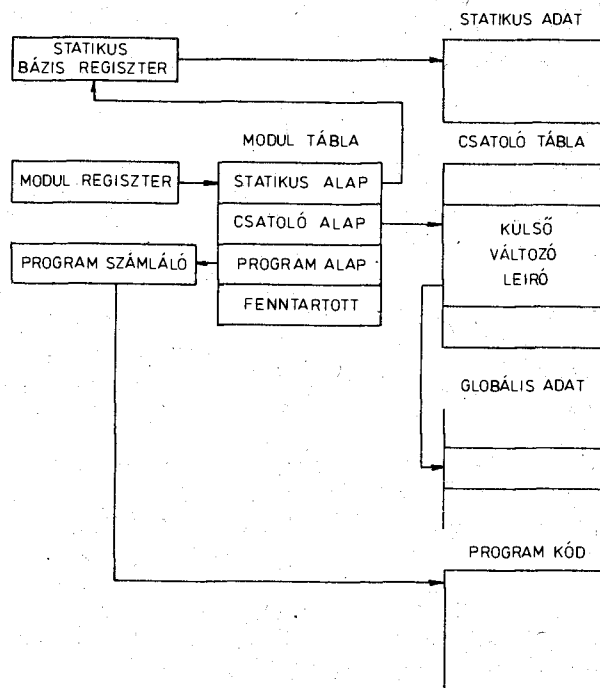 STATIKUS ADAT
STATIKUS
BÁZIS REGISZTER
MODUL TÁBLA
CSATOLÓ TÁBLA
MODUL REGISZTER
STATIKUS ALAP
CSATOLÓ ALAP
KÜLSŐ
VÁLTOZÓ
LEÍRÓ
PROGRAM SZÁMLÁLÓ
PROGRAM ALAP
FENNTARTOTT
GLOBÁLIS ADAT
PROGRAM KÓD